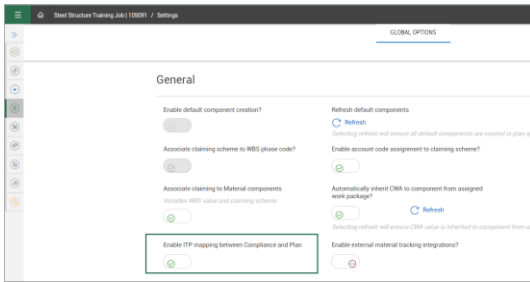 Steel Structure Training Job | 105091 / Settings
GLOBAL OPTIONS
General
Enable default component creation?
Refresh default components
Refresh
Selecting refresh will ensure all default components are created in plan
Associate claiming scheme to WBS phase code?
Enable account code assignment to claiming scheme?
Associate claiming to Material components
Includes WBS value and claiming scheme
Automatically inherit CWA to component from assigned
work package?
Refresh
Selecting refresh will ensure CWA value is inherited to component from
Enable ITP mapping between Compliance and Plan
Enable external material tracking integrations?